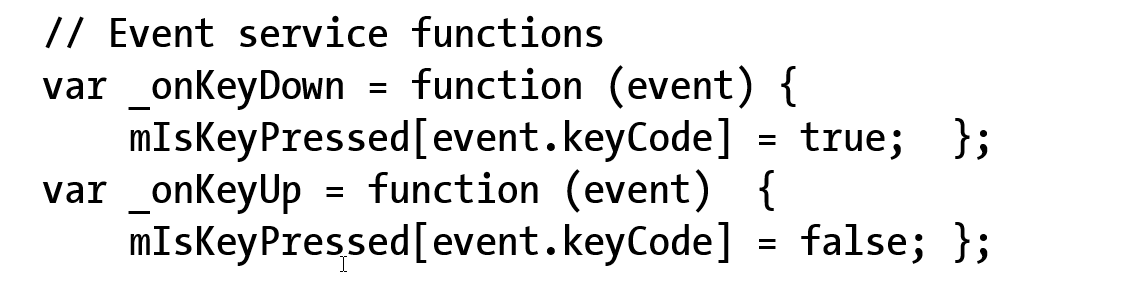 // Event service functions
var _onKeyDown = function (event) {
    mIsKeyPressed[event.keyCode] = true;  };
var _onKeyUp = function (event)  {
    mIsKeyPressed[event.keyCode] = false; };